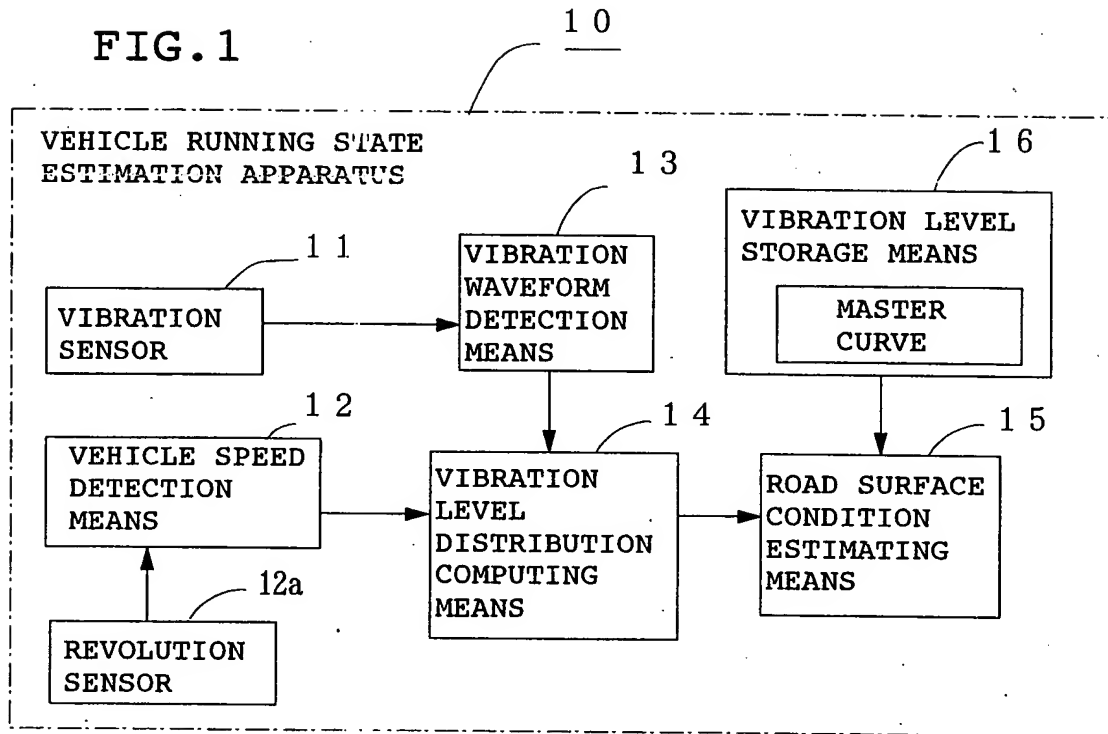 FIG.1
10
VEHICLE RUNNING STATE
ESTIMATION APPARATUS
11
VIBRATION
SENSOR
13
VIBRATION
WAVEFORM
DETECTION
MEANS
16
VIBRATION LEVEL
STORAGE MEANS
MASTER
CURVE
12
VEHICLE SPEED
DETECTION
MEANS
12a
REVOLUTION
SENSOR
14
VIBRATION
LEVEL
DISTRIBUTION
COMPUTING
MEANS
15
ROAD SURFACE
CONDITION
ESTIMATING
MEANS